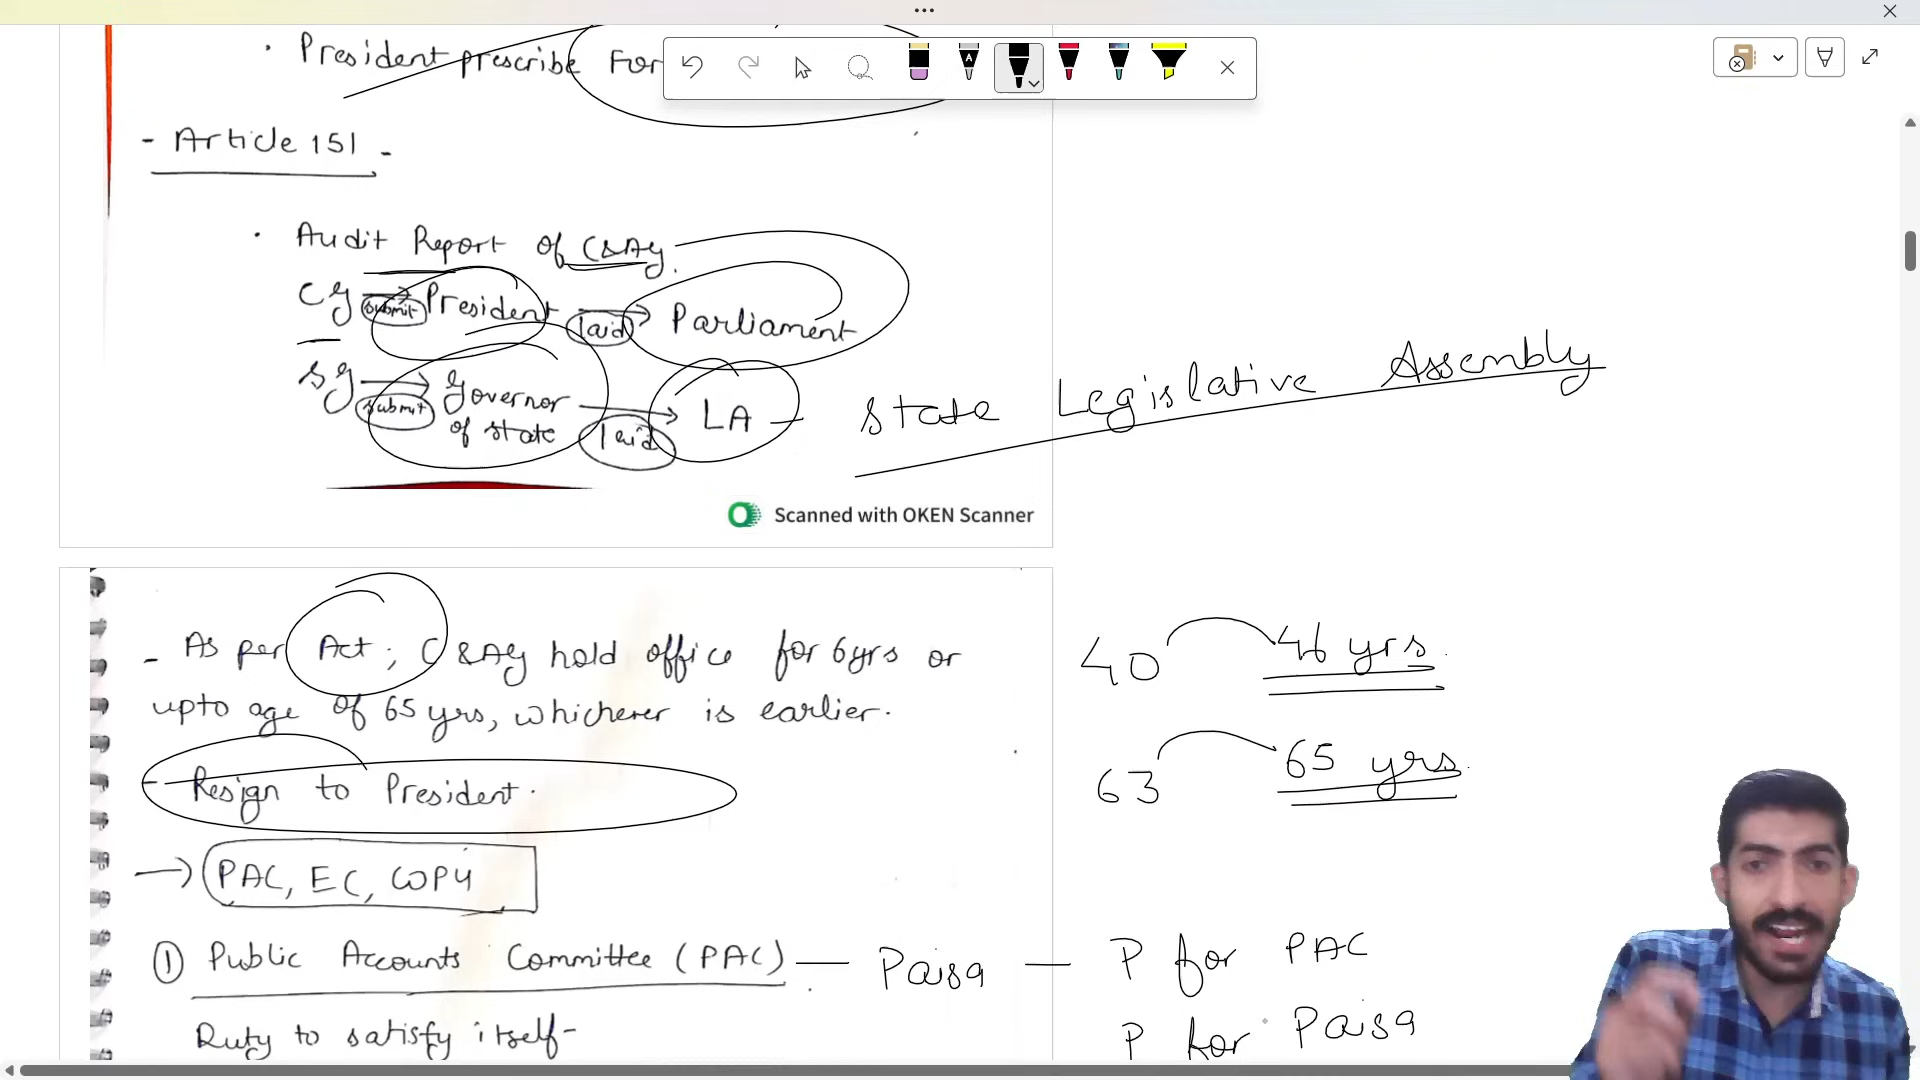 ...
· President prescribe For
- Article 151 -
· Audit Report of C&AG.
CG → submit President → laid Parliament
SG → submit Governor of state → laid LA - State Legislative Assembly
Scanned with OKEN Scanner
- As per Act; C&AG hold office for 6yrs or
upto age of 65 yrs, whichever is earlier.
40 46 yrs.
63 65 yrs.
- Resign to President.
→ PAC, EC, COPU
① Public Accounts Committee (PAC) — Paisa — P for PAC
P for Paisa
Duty to satisfy itself-